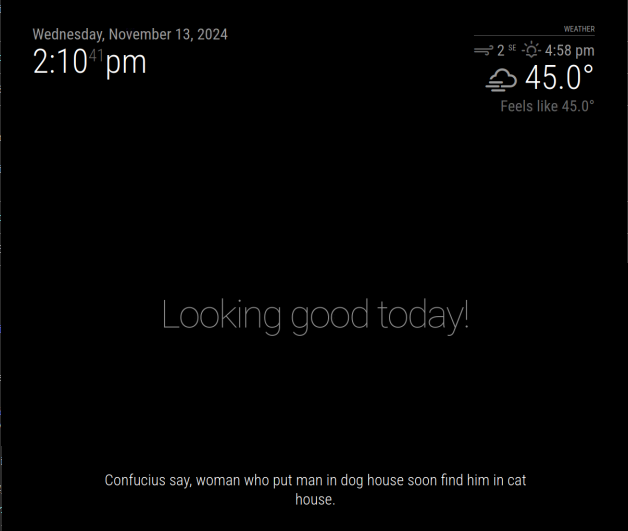 Wednesday, November 13, 2024
2:10 41 pm
WEATHER
2 SE 4:58 pm
45.0°
Feels like 45.0°
Looking good today!
Confucius say, woman who put man in dog house soon find him in cat
house.